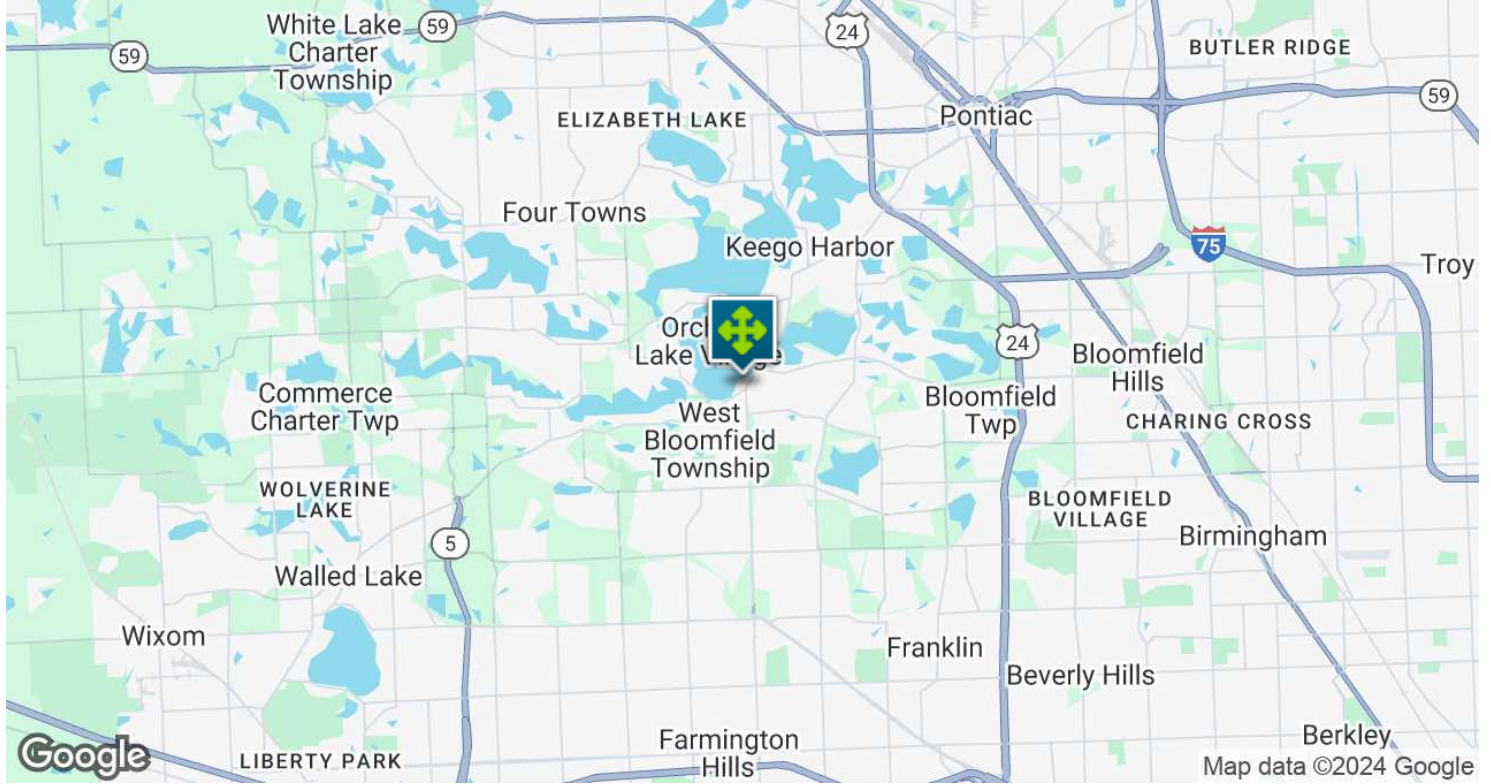 White Lake
Charter
Township
59
59
24
BUTLER RIDGE
59
ELIZABETH LAKE
Pontiac
Four Towns
Keego Harbor
75
Troy
Lake
24
Bloomfield
Hills
Commerce
Charter Twp
West
Bloomfield
Township
Bloomfield
Twp
CHARING CROSS
WOLVERINE
LAKE
BLOOMFIELD
VILLAGE
5
Birmingham
Walled Lake
Wixom
Franklin
Beverly Hills
Farmington
Hills
Berkley
LIBERTY PARK
Google
Map data ©2024 Google